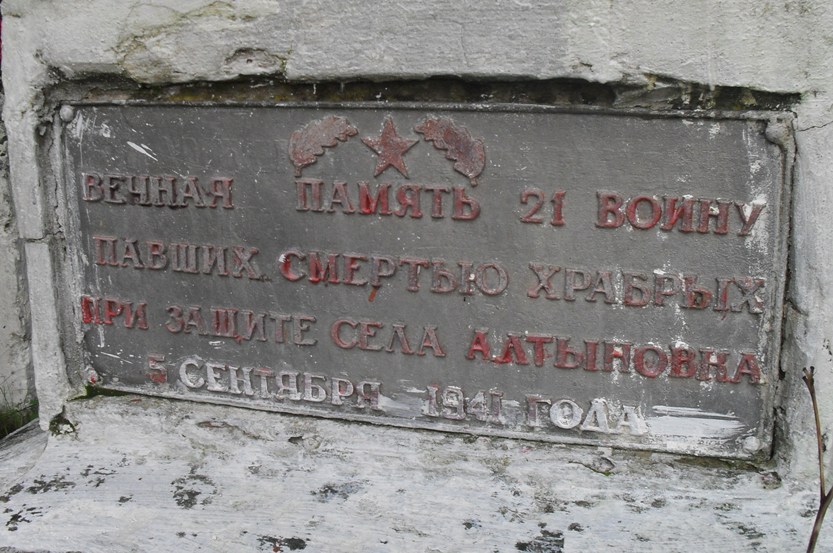 ВЕЧНАЯ ПАМЯТЬ 21 ВОИНУ
ПАВШИХ СМЕРТЬЮ ХРАБРЫХ
ПРИ ЗАЩИТЕ СЕЛА АЛТЫНОВКА
5 СЕНТЯБРЯ 1941 ГОДА